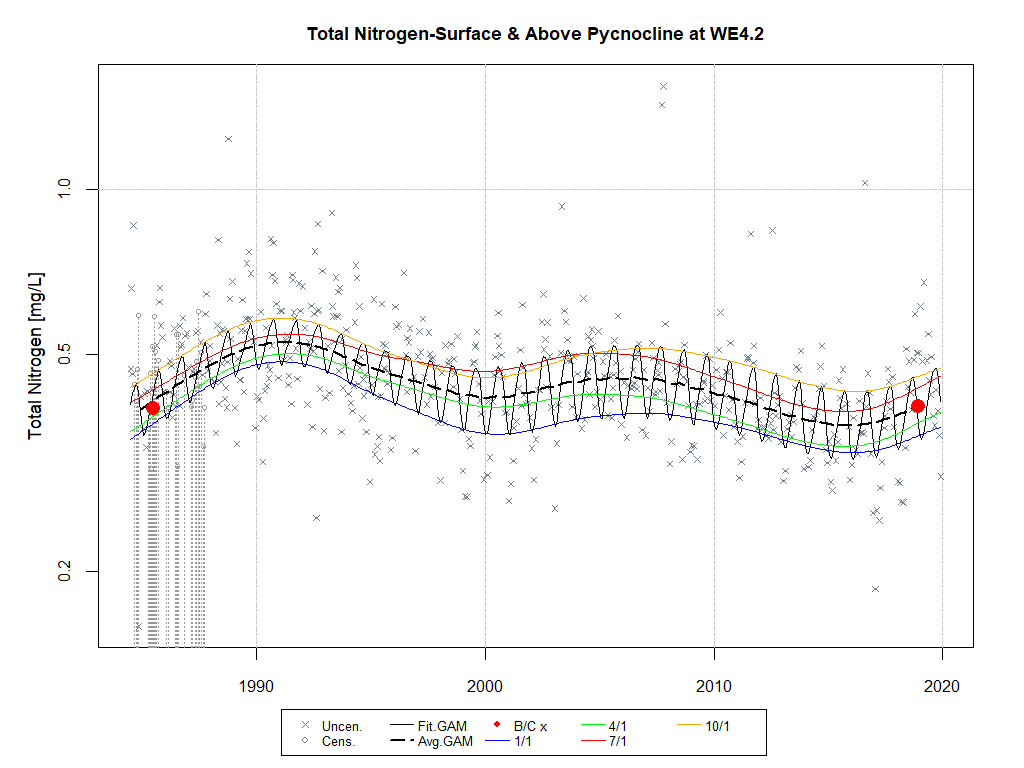 Total Nitrogen-Surface & Above Pycnocline at WE4.2
Total Nitrogen [mg/L]
1.0
0.5
0.2
1990 2000 2010 2020
Uncen. Fit.GAM B/C x 4/1 10/1
Cens. Avg.GAM 1/1 7/1